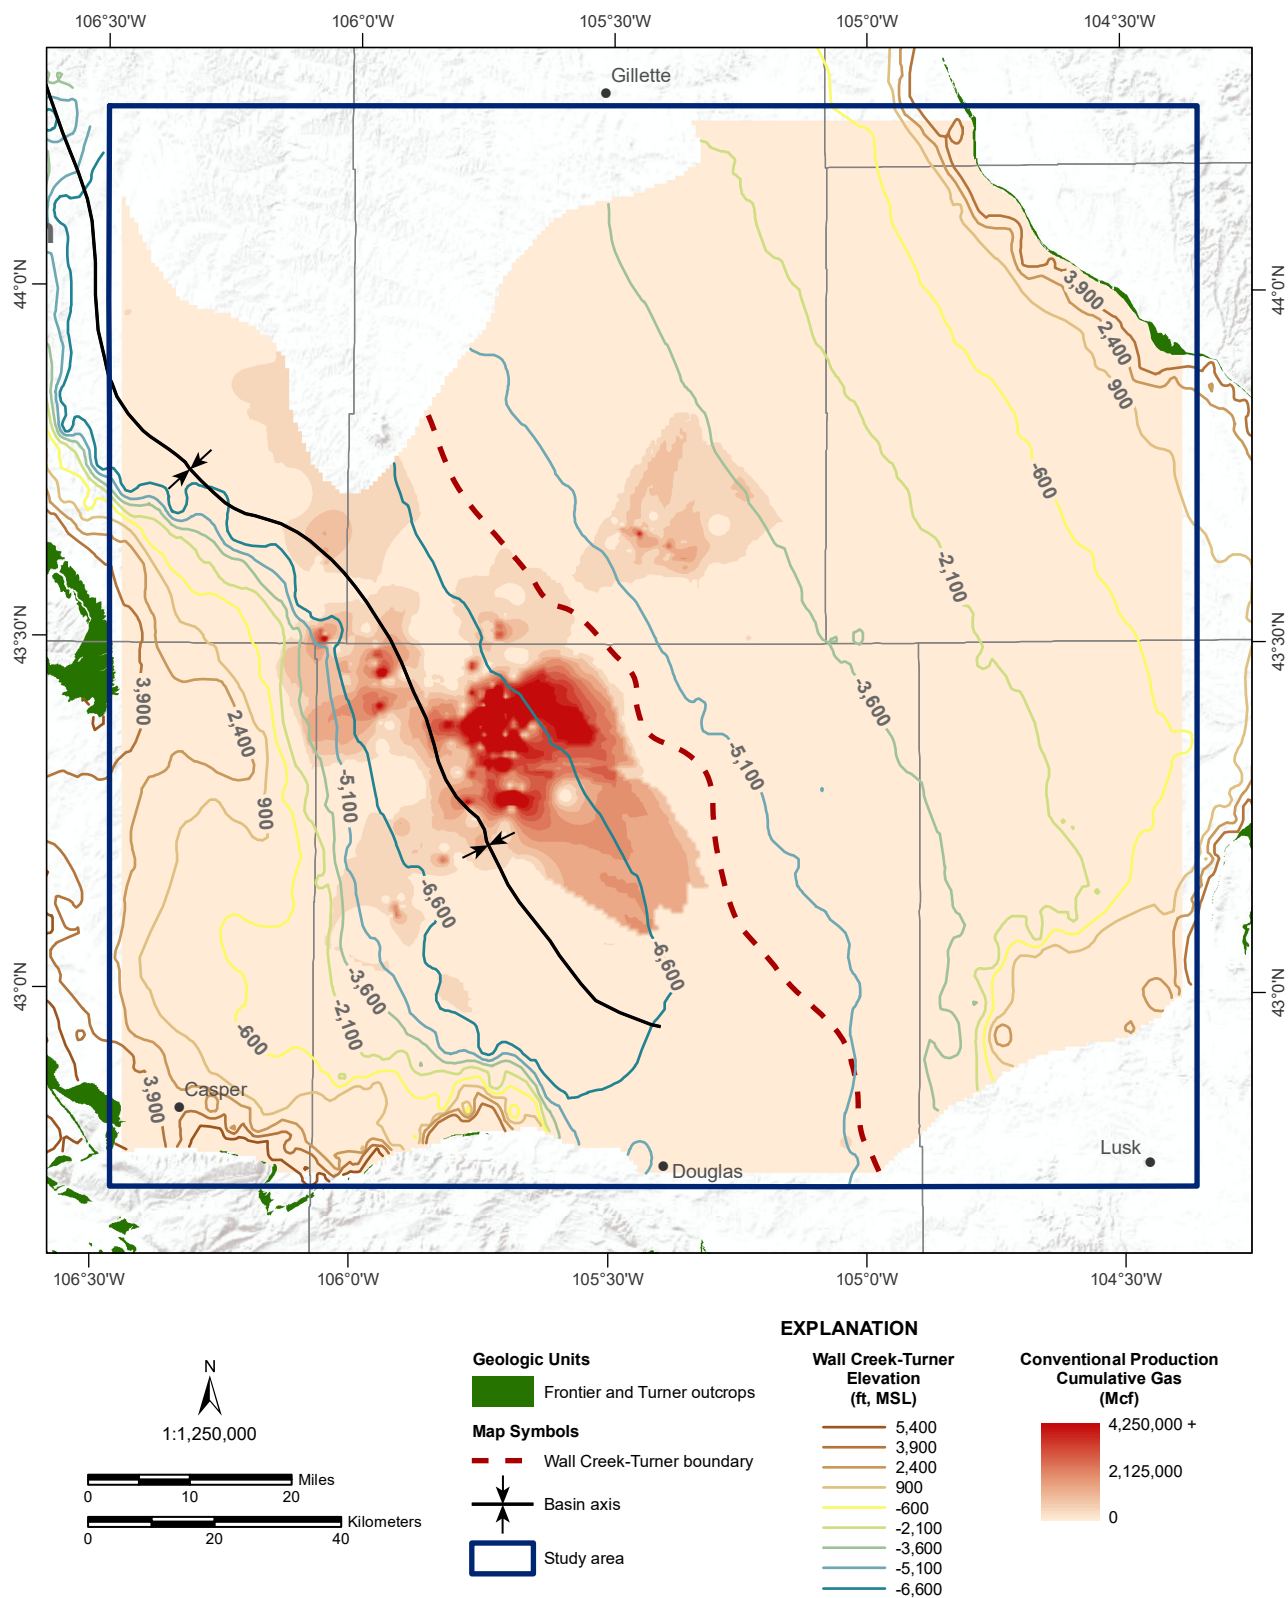 106°30'W 106°0'W 105°30'W 105°0'W 104°30'W
Gillette
44°0'N
44°0'N
3,900
2,400
900
-600
-2,100
43°30'N
43°30'N
3,900
2,400
-3,600
-5,100
-5,100
900
-6,600
-6,600
43°0'N
43°0'N
-3,600
-2,100
-600
3,900
Casper
Lusk
Douglas
106°30'W 106°0'W 105°30'W 105°0'W 104°30'W
EXPLANATION
N
1:1,250,000
Miles
0 10 20
Kilometers
0 20 40
Geologic Units
Frontier and Turner outcrops
Map Symbols
Wall Creek-Turner boundary
Basin axis
Study area
Wall Creek-Turner
Elevation
(ft, MSL)
5,400
3,900
2,400
900
-600
-2,100
-3,600
-5,100
-6,600
Conventional Production
Cumulative Gas
(Mcf)
4,250,000 +
2,125,000
0